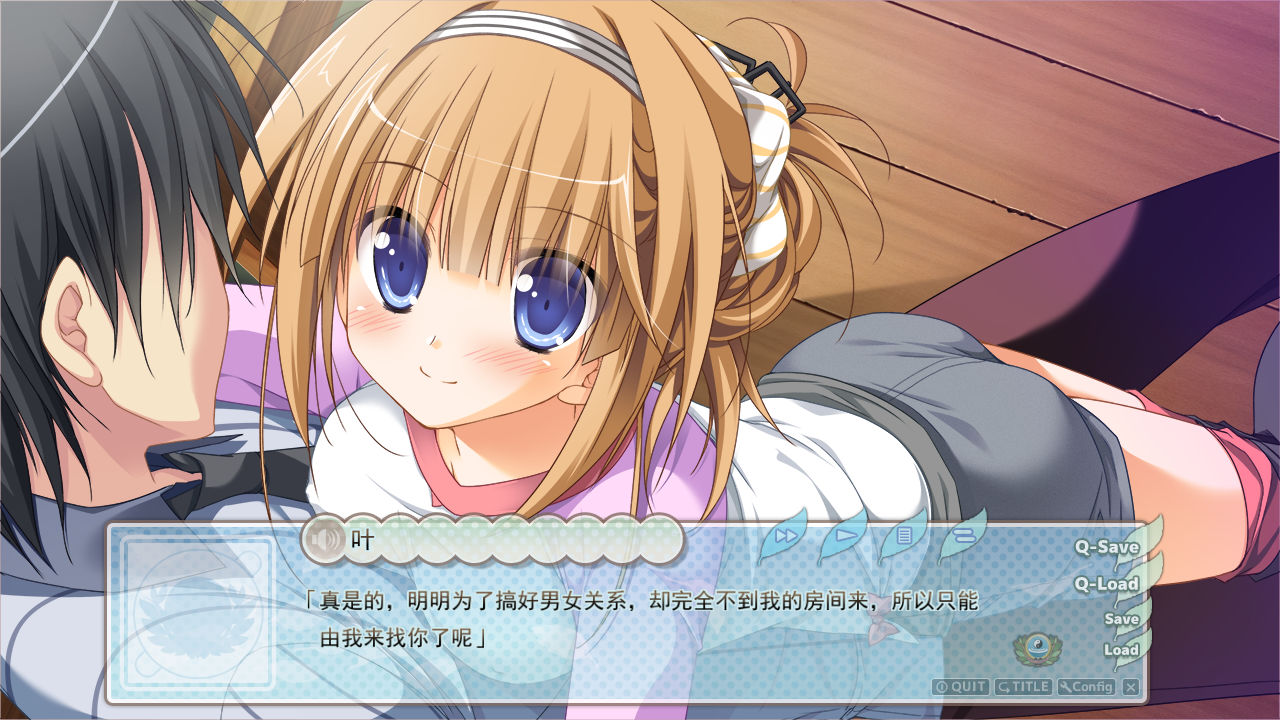 叶
「真是的，明明为了搞好男女关系，却完全不到我的房间来，所以只能
由我来找你了呢」
Q-Save
Q-Load
Save
Load
QUIT
TITLE
Config